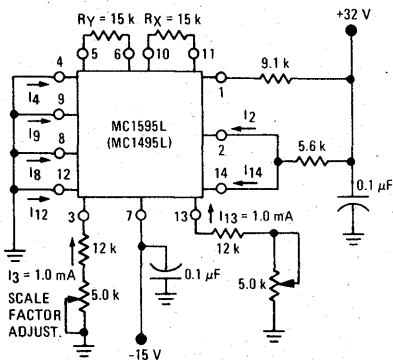 RY = 15 k
RX = 15 k
+32 V
4
5
6
10
11
9.1 k
1
I4
9
MC1595L
(MC1495L)
I2
I9
8
2
5.6 k
I8
12
14
I14
0.1 µF
I12
3
7
13
I13 = 1.0 mA
12 k
12 k
I3 = 1.0 mA
0.1 µF
SCALE
FACTOR
ADJUST.
5.0 k
5.0 k
-15 V